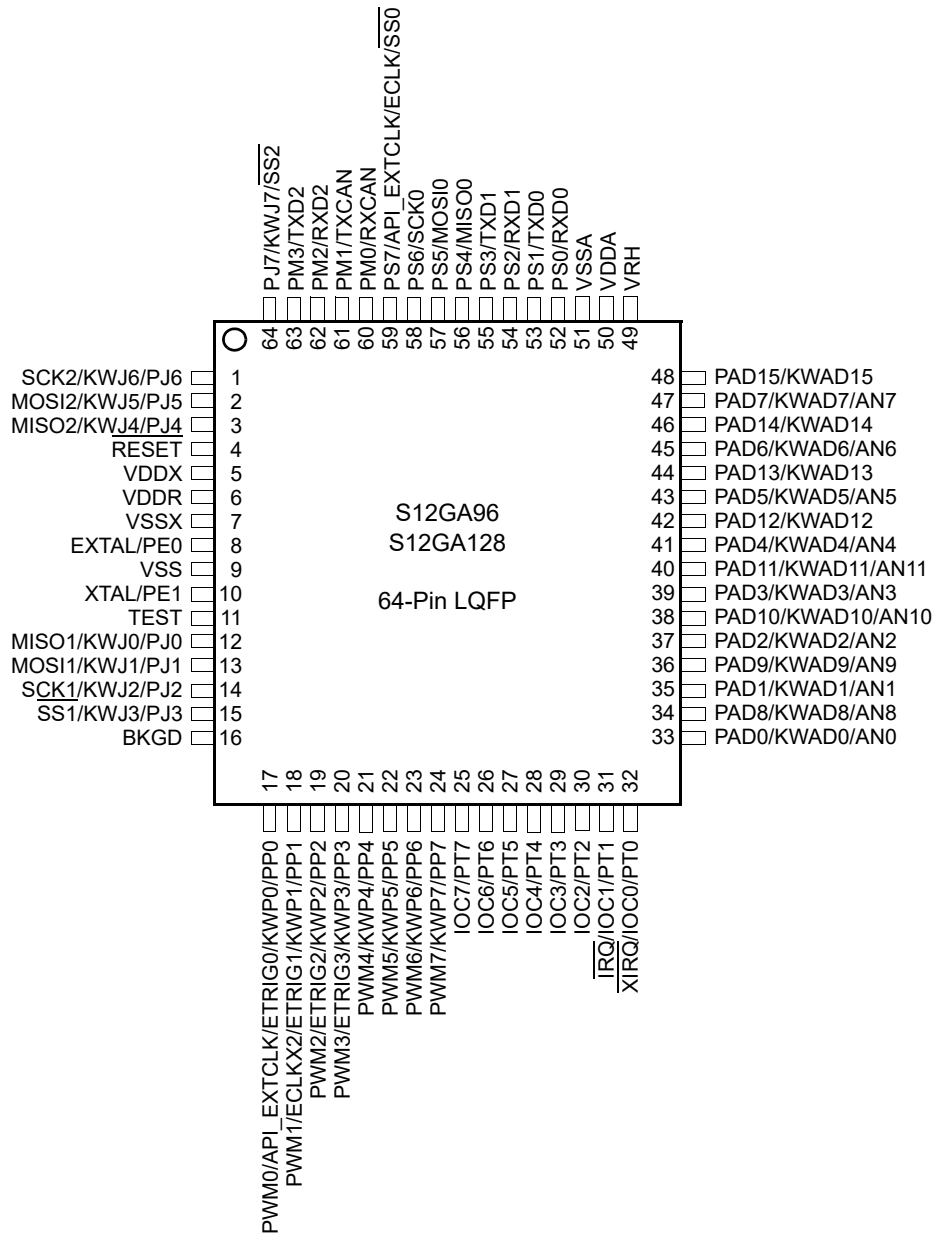 PJ7/KWJ7/SS2
PM3/TXD2
PM2/RXD2
PM1/TXCAN
PM0/RXCAN
PS7/API_EXTCLK/ECLK/SS0
PS6/SCK0
PS5/MOSI0
PS4/MISO0
PS3/TXD1
PS2/RXD1
PS1/TXD0
PS0/RXD0
VSSA
VDDA
VRH
64
63
62
61
60
59
58
57
56
55
54
53
52
51
50
49
SCK2/KWJ6/PJ6 1
MOSI2/KWJ5/PJ5 2
MISO2/KWJ4/PJ4 3
RESET 4
VDDX 5
VDDR 6
VSSX 7
EXTAL/PE0 8
VSS 9
XTAL/PE1 10
TEST 11
MISO1/KWJ0/PJ0 12
MOSI1/KWJ1/PJ1 13
SCK1/KWJ2/PJ2 14
SS1/KWJ3/PJ3 15
BKGD 16
S12GA96
S12GA128
64-Pin LQFP
48 PAD15/KWAD15
47 PAD7/KWAD7/AN7
46 PAD14/KWAD14
45 PAD6/KWAD6/AN6
44 PAD13/KWAD13
43 PAD5/KWAD5/AN5
42 PAD12/KWAD12
41 PAD4/KWAD4/AN4
40 PAD11/KWAD11/AN11
39 PAD3/KWAD3/AN3
38 PAD10/KWAD10/AN10
37 PAD2/KWAD2/AN2
36 PAD9/KWAD9/AN9
35 PAD1/KWAD1/AN1
34 PAD8/KWAD8/AN8
33 PAD0/KWAD0/AN0
17
18
19
20
21
22
23
24
25
26
27
28
29
30
31
32
PWM0/API_EXTCLK/ETRIG0/KWP0/PP0
PWM1/ECLKX2/ETRIG1/KWP1/PP1
PWM2/ETRIG2/KWP2/PP2
PWM3/ETRIG3/KWP3/PP3
PWM4/KWP4/PP4
PWM5/KWP5/PP5
PWM6/KWP6/PP6
PWM7/KWP7/PP7
IOC7/PT7
IOC6/PT6
IOC5/PT5
IOC4/PT4
IOC3/PT3
IOC2/PT2
IRQ/IOC1/PT1
XIRQ/IOC0/PT0